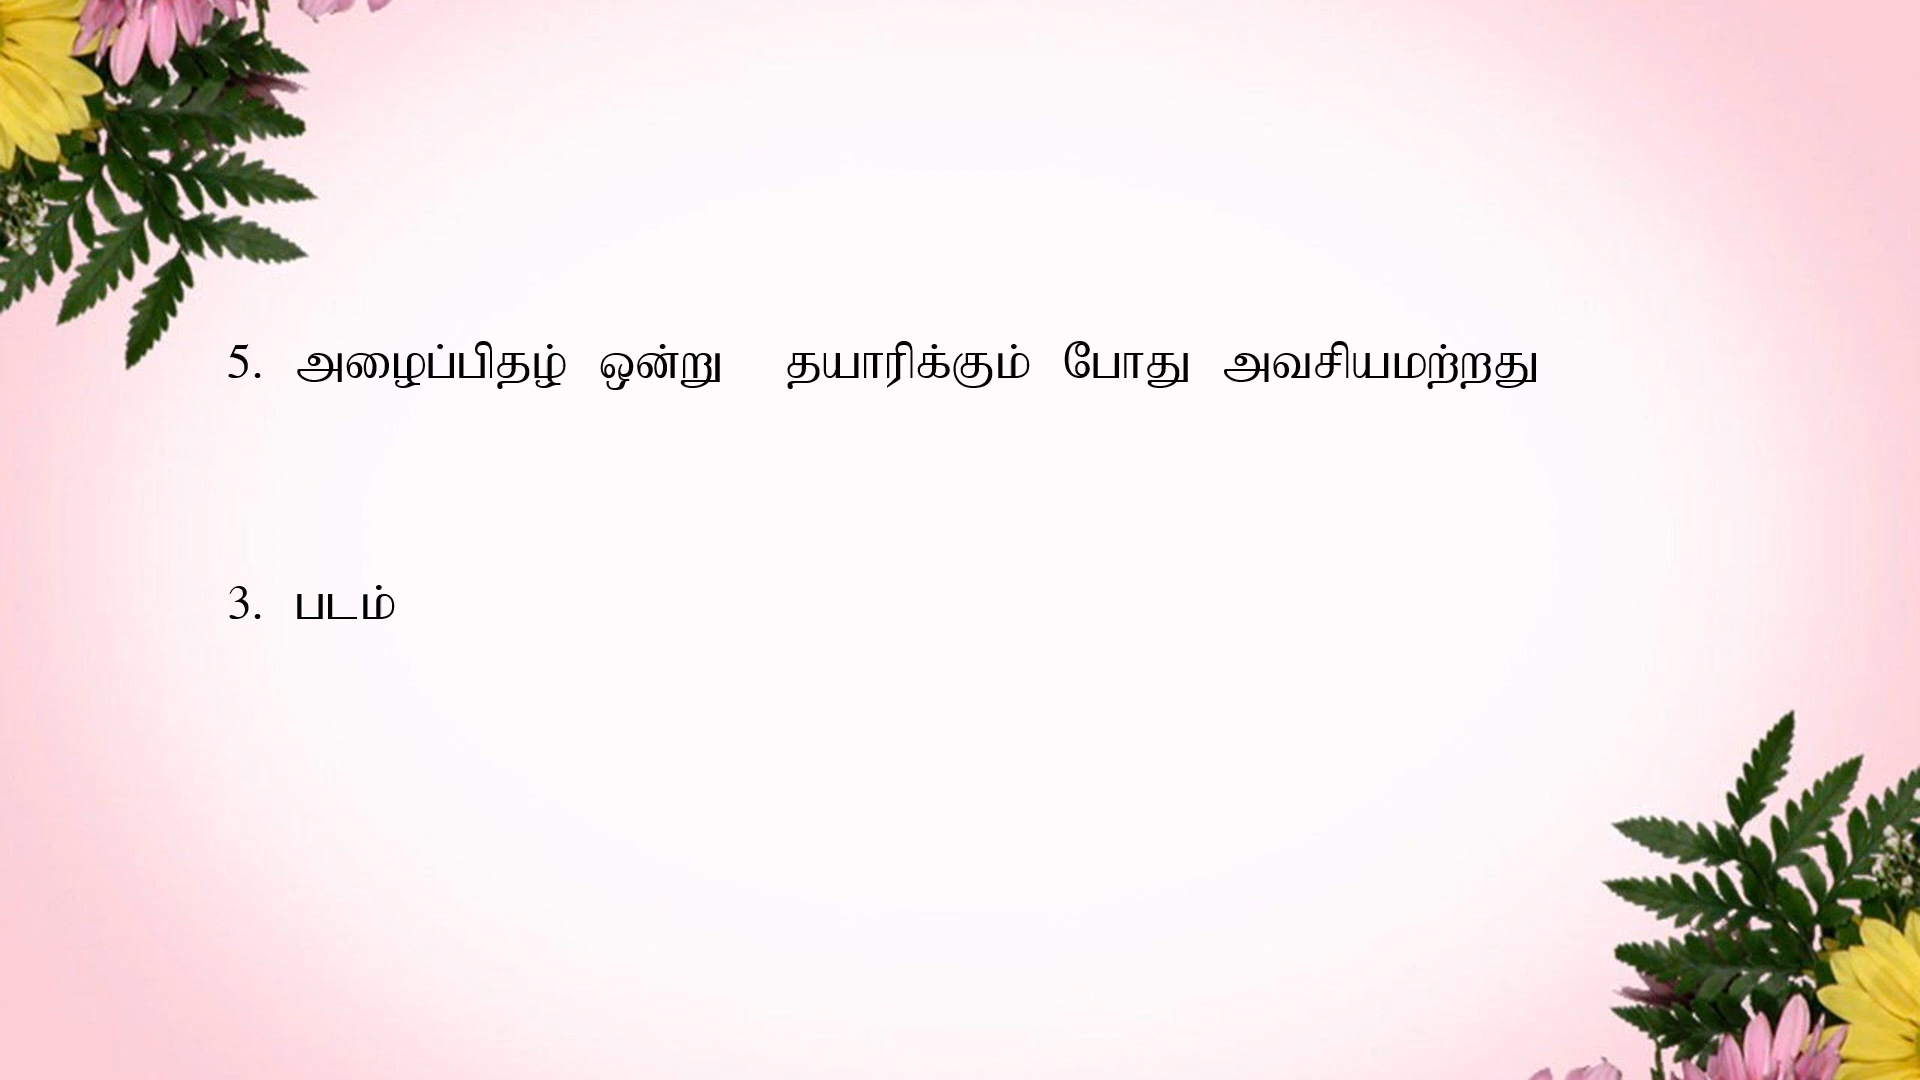 5. அழைப்பிதழ் ஒன்று தயாரிக்கும் போது அவசியமற்றது
3. படம்